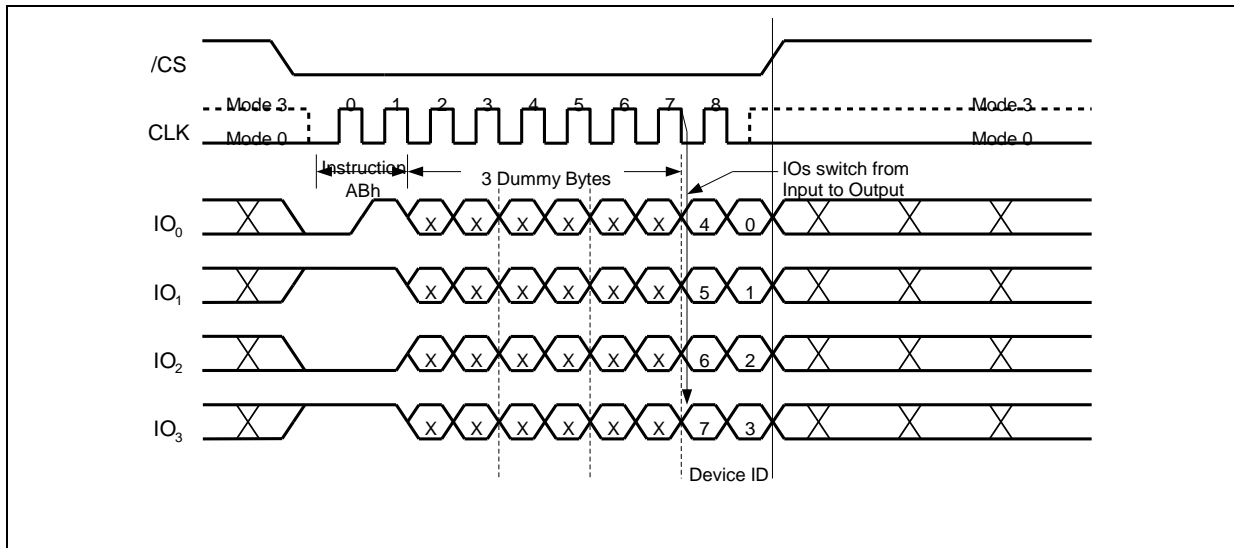 /CS
Mode 3 0 1 2 3 4 5 6 7 8 Mode 3
CLK
Mode 0 Mode 0
Instruction
ABh
3 Dummy Bytes
IOs switch from
Input to Output
IO0 X X X X X X 4 0
IO1 X X X X X X 5 1
IO2 X X X X X X 6 2
IO3 X X X X X X 7 3
Device ID